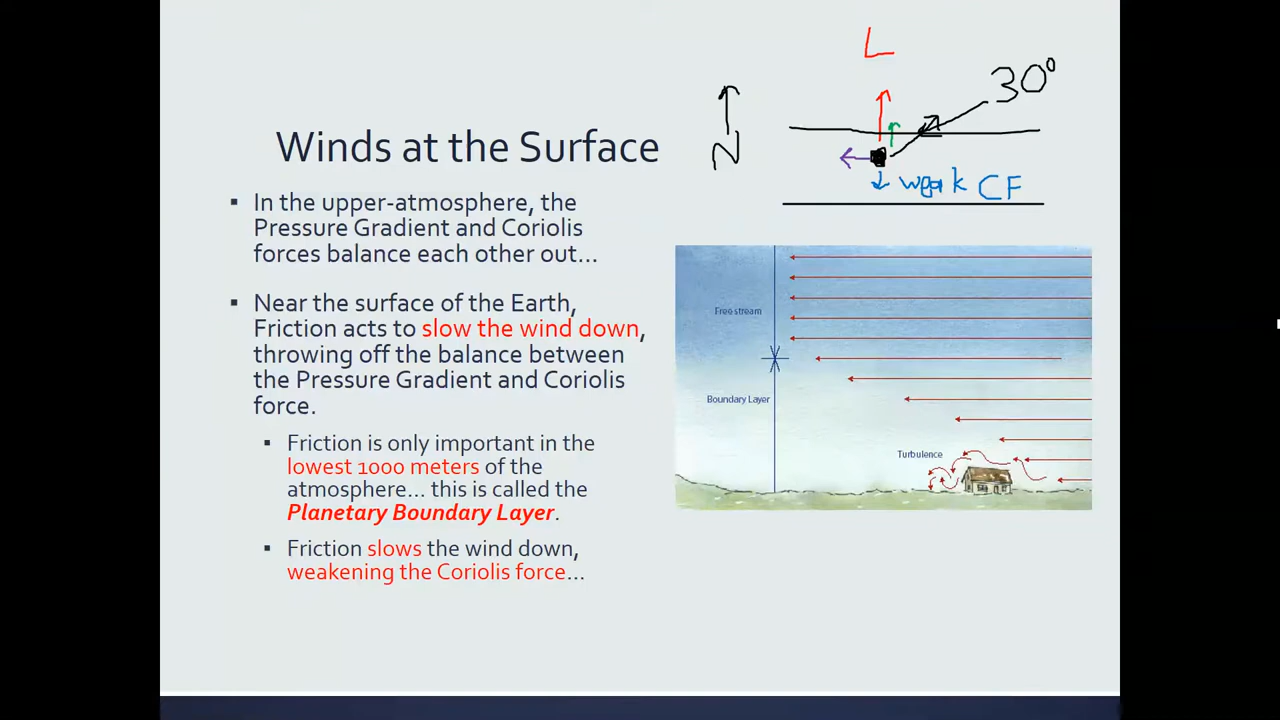 L
30°
N
weak CF
Winds at the Surface
▪ In the upper-atmosphere, the
Pressure Gradient and Coriolis
forces balance each other out…
▪ Near the surface of the Earth,
Friction acts to slow the wind down,
throwing off the balance between
the Pressure Gradient and Coriolis
force.
▪ Friction is only important in the
lowest 1000 meters of the
atmosphere… this is called the
Planetary Boundary Layer.
▪ Friction slows the wind down,
weakening the Coriolis force…
Free stream
Boundary Layer
Turbulence